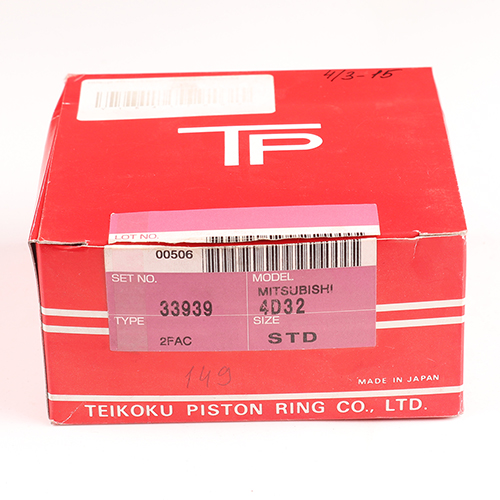 4/3-15
TP
LOT NO.
00506
SET NO.
MODEL
33939
MITSUBISHI
4D32
TYPE
SIZE
2FAC
STD
149
MADE IN JAPAN
TEIKOKU PISTON RING CO., LTD.